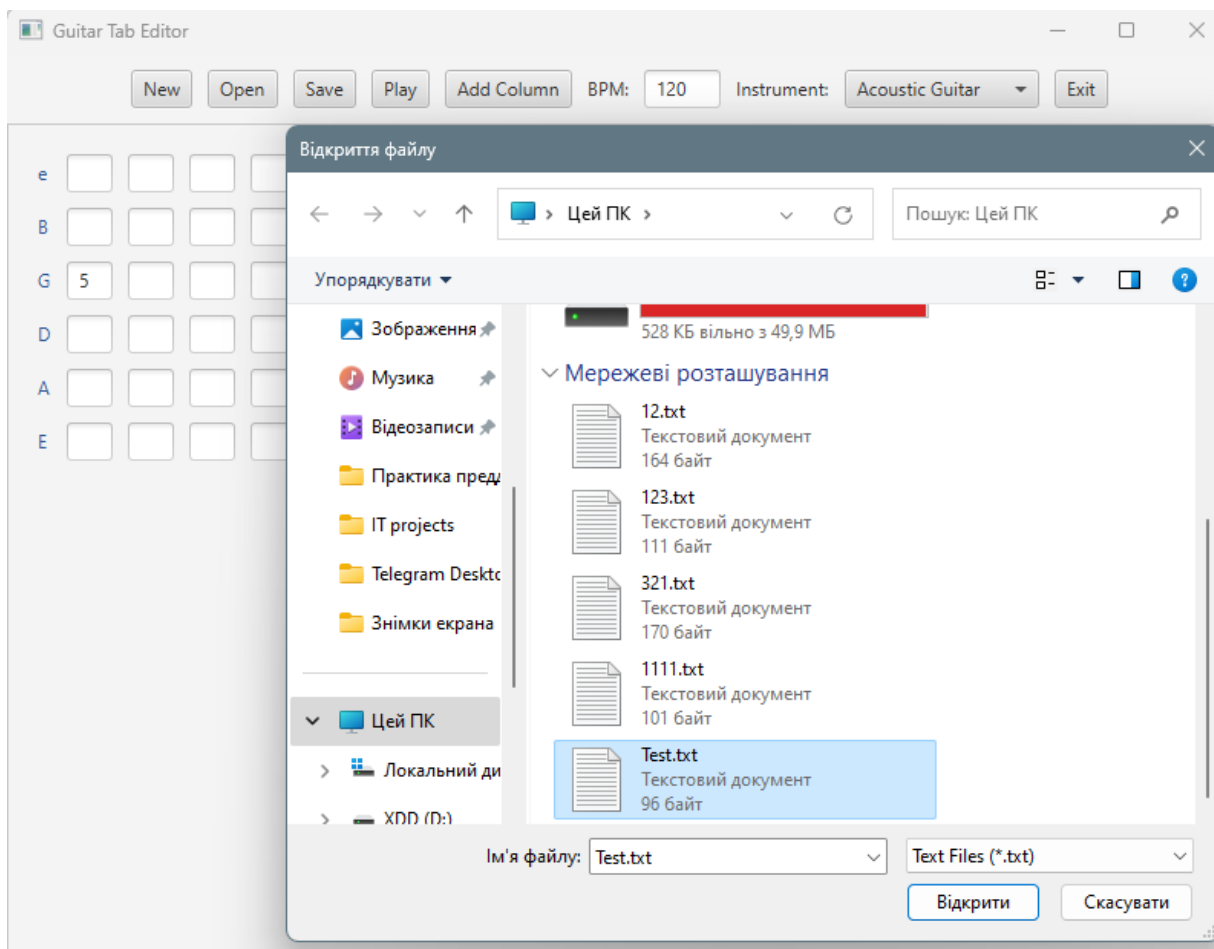 Guitar Tab Editor
New Open Save Play Add Column BPM: 120 Instrument: Acoustic Guitar Exit
Відкриття файлу
Цей ПК
Пошук: Цей ПК
Упорядкувати
e
B
G 5
D
A
E
Зображення
Музика
Відеозаписи
Практика
IT projects
Telegram Deskto
Знімки екрана
Цей ПК
Локальний ди
XDD (D:)
528 КБ вільно з 49,9 МБ
Мережеві розташування
12.txt
Текстовий документ
164 байт
123.txt
Текстовий документ
111 байт
321.txt
Текстовий документ
170 байт
1111.txt
Текстовий документ
101 байт
Test.txt
Текстовий документ
96 байт
Ім'я файлу: Test.txt Text Files (*.txt)
Відкрити Скасувати